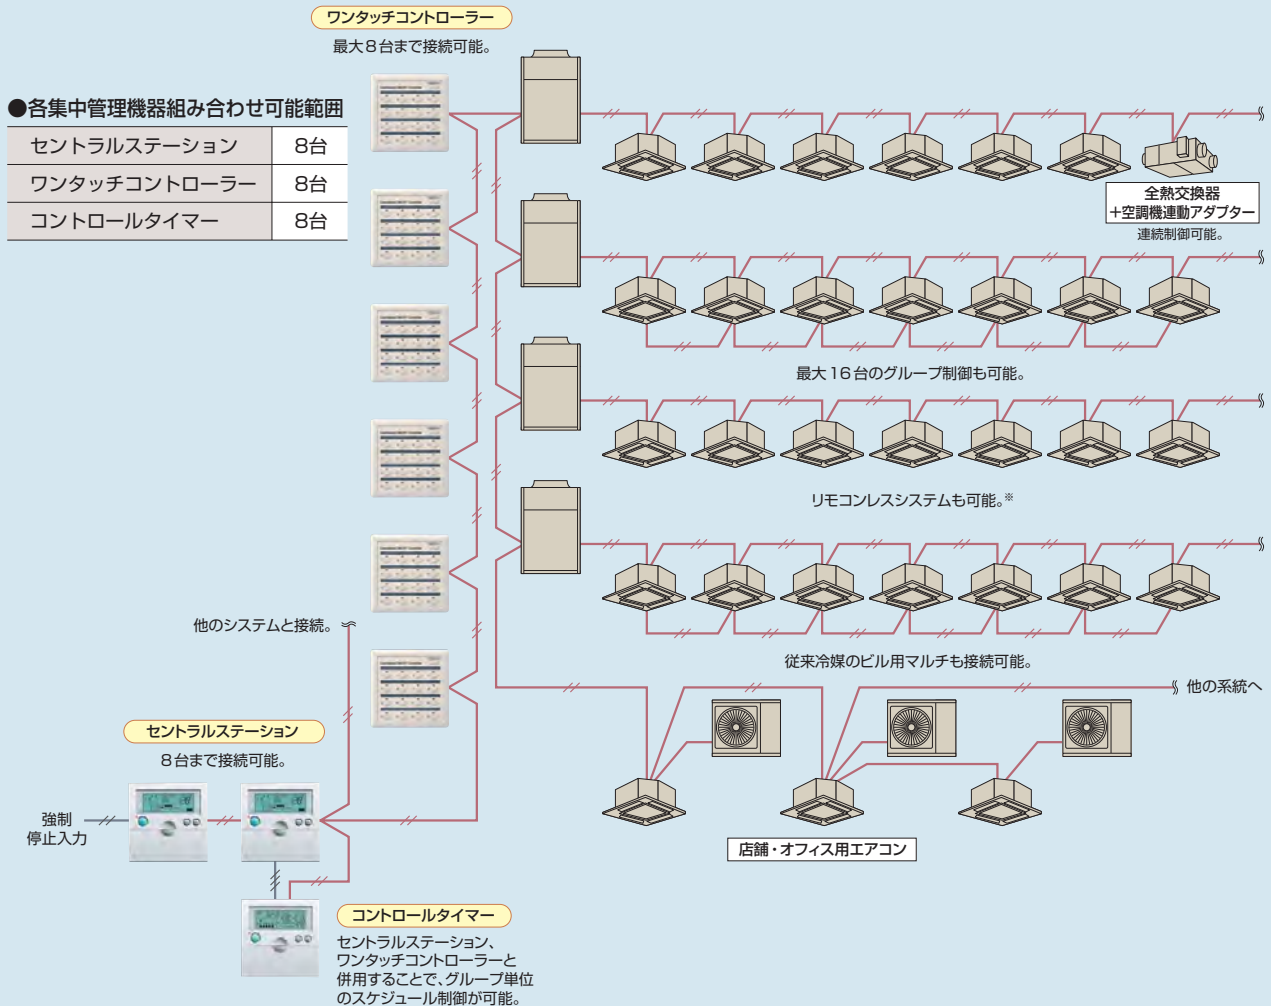 ワンタッチコントローラー
最大8台まで接続可能。
●各集中管理機器組み合わせ可能範囲
セントラルステーション 8台
ワンタッチコントローラー 8台
コントロールタイマー 8台
全熱交換器
+空調機連動アダプター
連続制御可能。
最大16台のグループ制御も可能。
リモコンレスシステムも可能。※
従来冷媒のビル用マルチも接続可能。
他のシステムと接続。
他の系統へ
セントラルステーション
8台まで接続可能。
強制
停止入力
店舗・オフィス用エアコン
コントロールタイマー
セントラルステーション、
ワンタッチコントローラーと
併用することで、グループ単位
のスケジュール制御が可能。